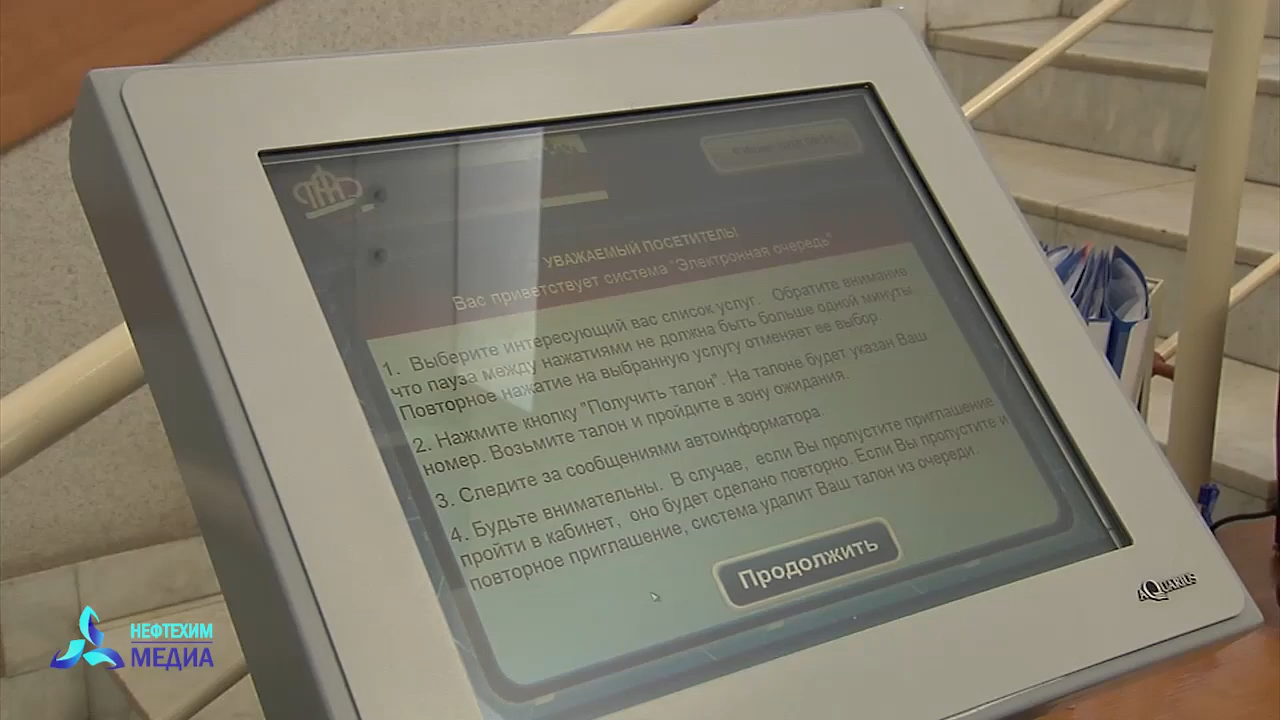 УВАЖАЕМЫЙ ПОСЕТИТЕЛЬ!
Вас приветствует система "Электронная очередь"
1. Выберите интересующий вас список услуг. Обратите внимание
что пауза между нажатиями не должна быть больше одной минуты.
Повторное нажатие на выбранную услугу отменяет ее выбор.
2. Нажмите кнопку "Получить талон". На талоне будет указан Ваш
номер. Возьмите талон и пройдите в зону ожидания.
3. Следите за сообщениями автоинформатора
4. Будьте внимательны. В случае, если Вы пропустите приглашение
пройти в кабинет, оно будет сделано повторно. Если Вы пропустите и
повторное приглашение, система удалит Ваш талон из очереди.
Продолжить
AQUARIUS
НЕФТЕХИМ
МЕДИА